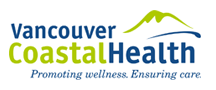 Vancouver
CoastalHealth
Promoting wellness. Ensuring care.